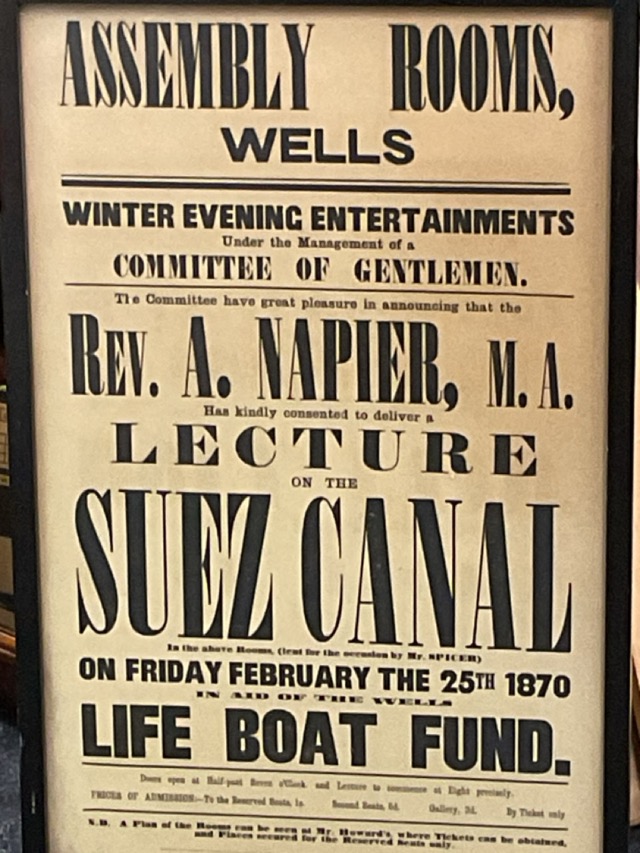 ASSEMBLY ROOMS,
WELLS
WINTER EVENING ENTERTAINMENTS
Under the Management of a
COMMITTEE OF GENTLEMEN.
The Committee have great pleasure in announcing that the
REV. A. NAPIER, M.A.
Has kindly consented to deliver a
LECTURE
ON THE
SUEZ CANAL
In the above Rooms, (lent for the occasion by Mr. SPICER)
ON FRIDAY FEBRUARY THE 25TH 1870
IN AID OF THE WELLS
LIFE BOAT FUND.
Doors open at Half-past Seven o'Clock and Lecture to commence at Eight precisely.
PRICES OF ADMISSION:-To the Reserved Seats, 1s. Second Seats, 6d. Gallery, 3d. By Ticket only
N.B. A Plan of the Rooms can be seen at Mr. Howard's, where Tickets can be obtained,
and Places secured for the Reserved Seats only.